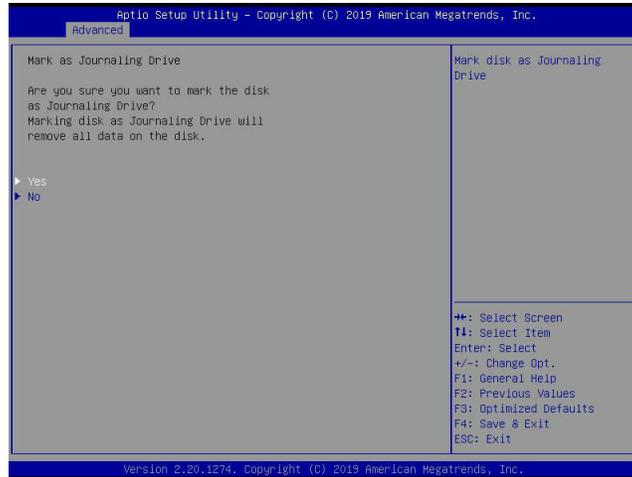 Aptio Setup Utility – Copyright (C) 2019 American Megatrends, Inc.
Advanced
Mark as Journaling Drive
Are you sure you want to mark the disk
as Journaling Drive?
Marking disk as Journaling Drive will
remove all data on the disk.
Yes
No
Mark disk as Journaling
Drive
→←: Select Screen
↑↓: Select Item
Enter: Select
+/-: Change Opt.
F1: General Help
F2: Previous Values
F3: Optimized Defaults
F4: Save & Exit
ESC: Exit
Version 2.20.1274. Copyright (C) 2019 American Megatrends, Inc.